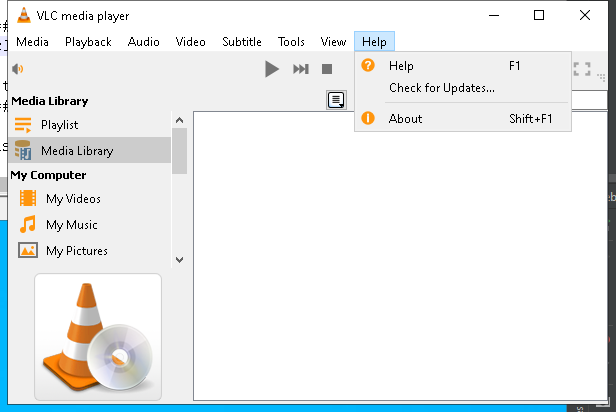 VLC media player
Media Playback Audio Video Subtitle Tools View Help
Help F1
Check for Updates...
About Shift+F1
Media Library
Playlist
Media Library
My Computer
My Videos
My Music
My Pictures